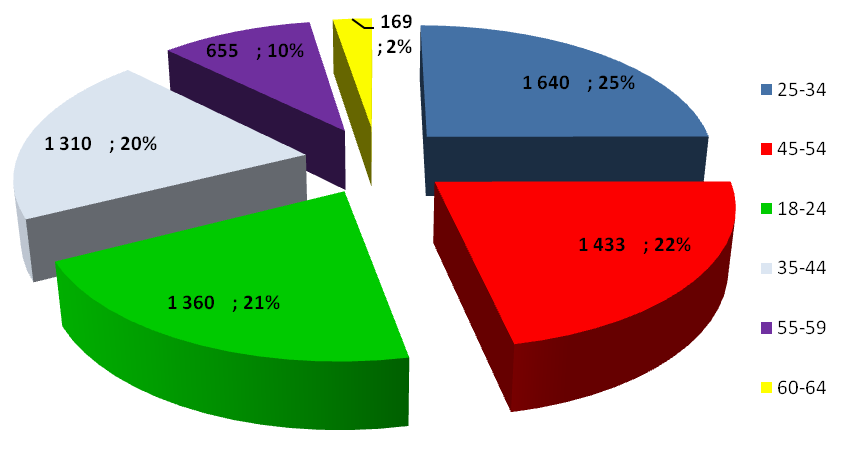 169
; 2%
655 ; 10%
1 640 ; 25%
1 310 ; 20%
1 433 ; 22%
1 360 ; 21%
25-34
45-54
18-24
35-44
55-59
60-64